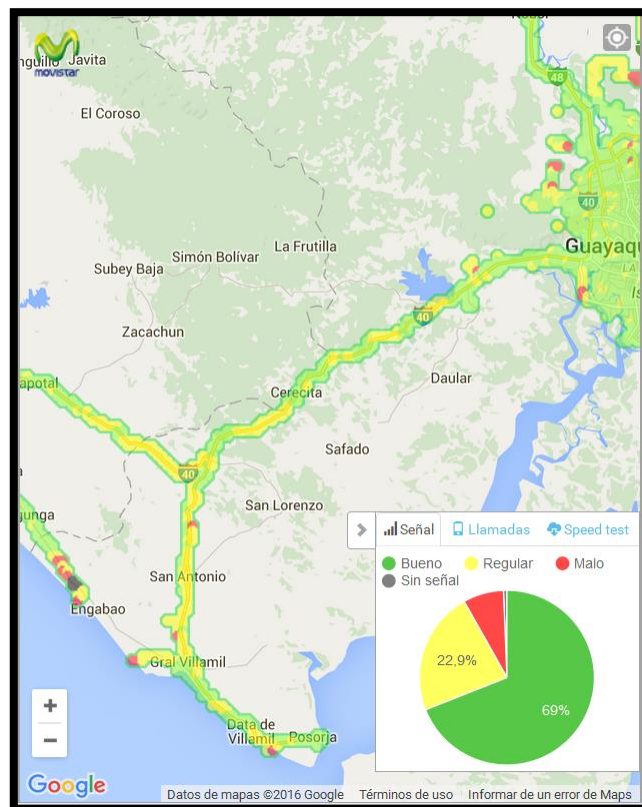 Nobol
movistar
Javita
48
El Coroso
40
Guayaqu
La Frutilla
Simón Bolívar
Subey Baja
40
Zacachun
Daular
apotal
Cerecita
Safado
40
San Lorenzo
unga
Señal
Llamadas
Speed test
Bueno
Regular
Malo
Sin señal
San Antonio
Engabao
22,9%
Gral Villamil
69%
+
−
Data de
Villamil
Posorja
Google
Datos de mapas ©2016 Google
Términos de uso
Informar de un error de Maps